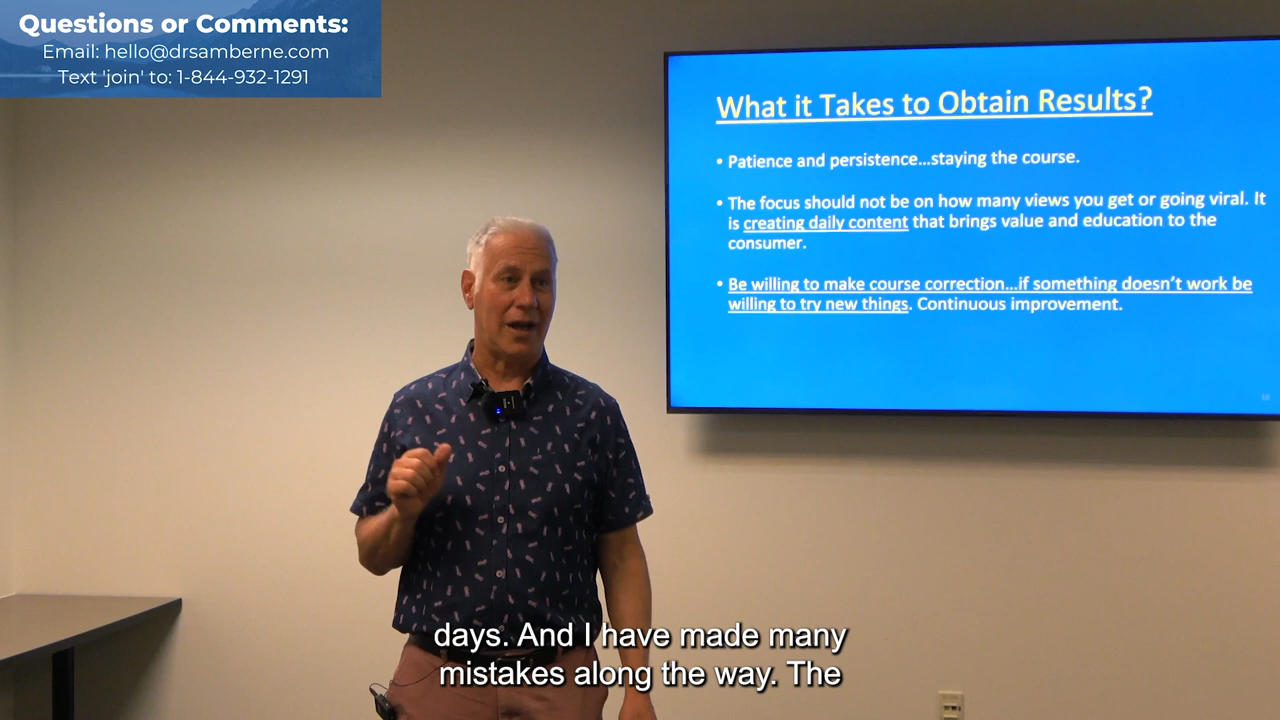 Questions or Comments:
Email: hello@drsamberne.com
Text 'join' to: 1-844-932-1291
What it Takes to Obtain Results?
• Patience and persistence...staying the course.
• The focus should not be on how many views you get or going viral. It
is creating daily content that brings value and education to the
consumer.
• Be willing to make course correction...if something doesn't work be
willing to try new things. Continuous improvement.
days. And I have made many
mistakes along the way. The